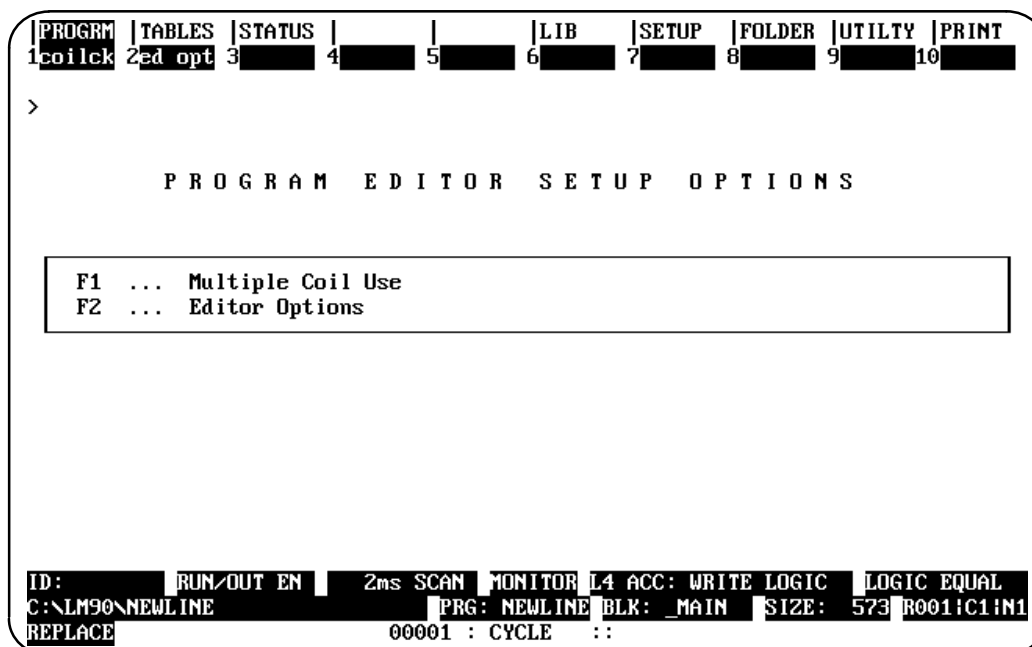 |PROGRM |TABLES |STATUS | | |LIB |SETUP |FOLDER |UTILTY |PRINT
1coilck 2ed opt 3 4 5 6 7 8 9 10
>
P R O G R A M E D I T O R S E T U P O P T I O N S
F1 ... Multiple Coil Use
F2 ... Editor Options
ID: RUN/OUT EN 2ms SCAN MONITOR L4 ACC: WRITE LOGIC LOGIC EQUAL
C:\LM90\NEWLINE PRG: NEWLINE BLK: _MAIN SIZE: 573 R001|C1|N1
REPLACE 00001 : CYCLE ::